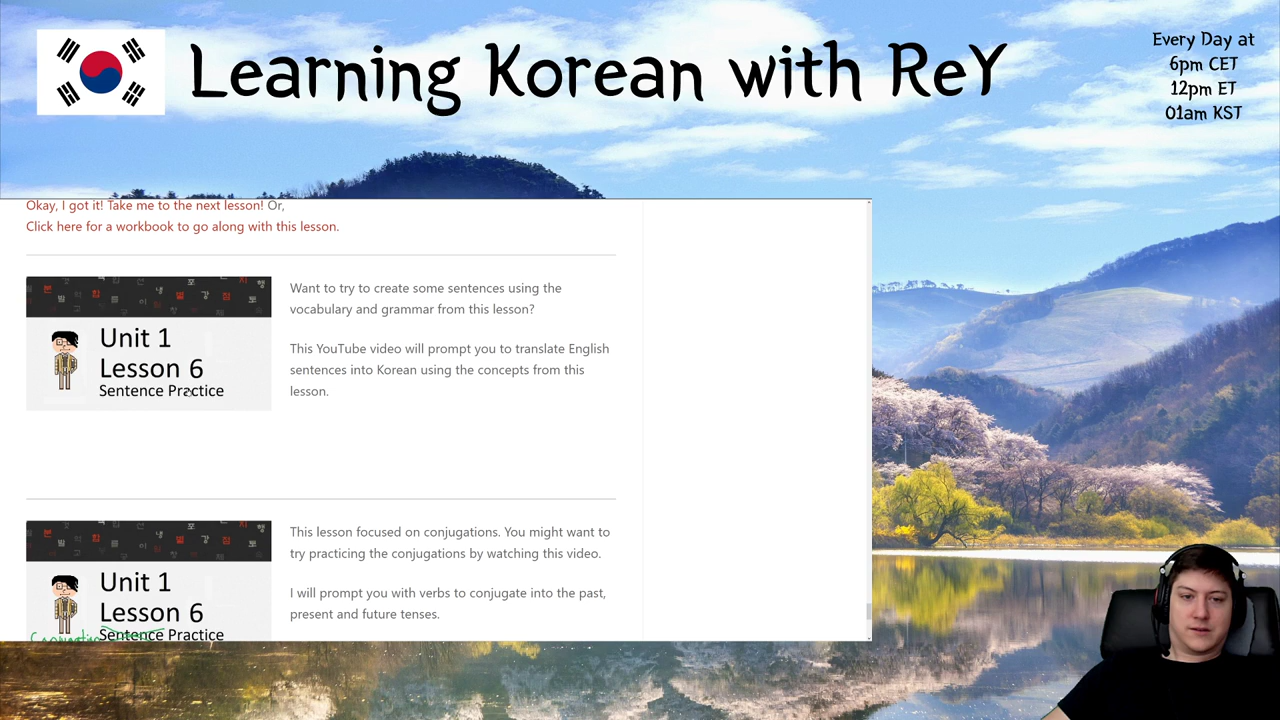 Learning Korean with ReY
Every Day at
6pm CET
12pm ET
01am KST
Okay, I got it! Take me to the next lesson! Or,
Click here for a workbook to go along with this lesson.
Unit 1
Lesson 6
Sentence Practice
Want to try to create some sentences using the
vocabulary and grammar from this lesson?
This YouTube video will prompt you to translate English
sentences into Korean using the concepts from this
lesson.
Unit 1
Lesson 6
Sentence Practice
This lesson focused on conjugations. You might want to
try practicing the conjugations by watching this video.
I will prompt you with verbs to conjugate into the past,
present and future tenses.